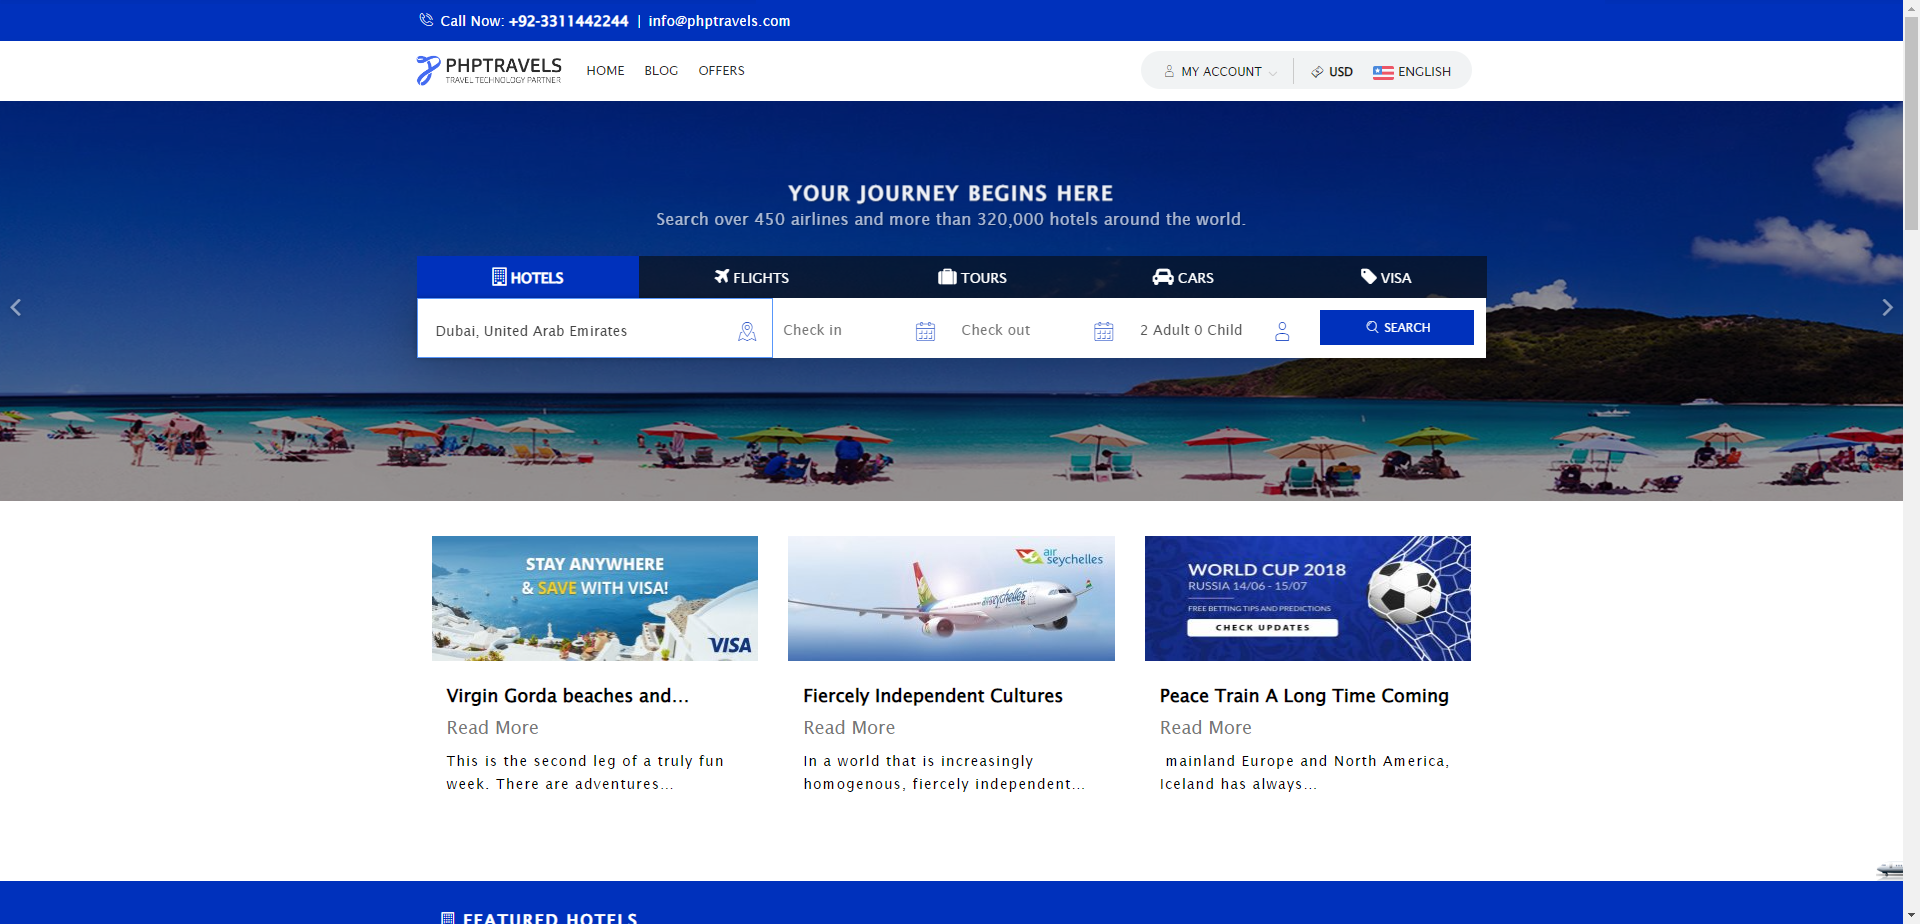 Call Now: +92-3311442244 | info@phptravels.com
PHPTRAVELS
TRAVEL TECHNOLOGY PARTNER
HOME BLOG OFFERS
MY ACCOUNT USD ENGLISH
YOUR JOURNEY BEGINS HERE
Search over 450 airlines and more than 320,000 hotels around the world.
HOTELS FLIGHTS TOURS CARS VISA
Dubai, United Arab Emirates Check in Check out 2 Adult 0 Child SEARCH
STAY ANYWHERE
& SAVE WITH VISA!
VISA
air
seychelles
airseychelles
WORLD CUP 2018
RUSSIA 14/06 - 15/07
FREE BETTING TIPS AND PREDICTIONS
CHECK UPDATES
Virgin Gorda beaches and...
Read More
This is the second leg of a truly fun
week. There are adventures...
Fiercely Independent Cultures
Read More
In a world that is increasingly
homogenous, fiercely independent...
Peace Train A Long Time Coming
Read More
mainland Europe and North America,
Iceland has always...
FEATURED HOTELS